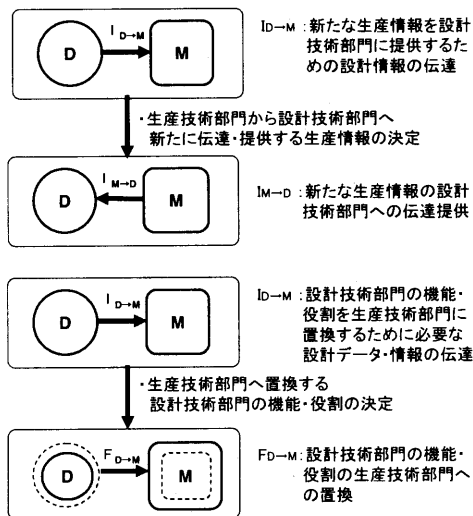 D I D→M M
ID→M :新たな生産情報を設計
技術部門に提供するた
めの設計情報の伝達
・生産技術部門から設計技術部門へ
新たに伝達・提供する生産情報の決定
D I M→D M
IM→D :新たな生産情報の設計
技術部門への伝達提供
D I D→M M
ID→M :設計技術部門の機能・
役割を生産技術部門に
置換するために必要な
設計データ・情報の伝達
・生産技術部門へ置換する
設計技術部門の機能・役割の決定
D F D→M M
FD→M :設計技術部門の機能・
役割の生産技術部門へ
の置換